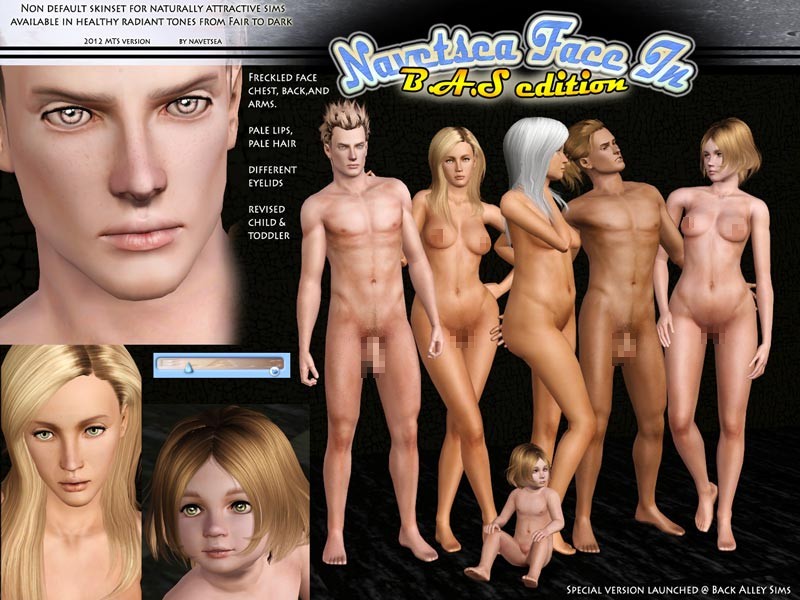 Non default skinset for naturally attractive sims
available in healthy radiant tones from Fair to dark
2012 MTS version by navetsea
Navetsea Face In
B.A.S edition
Freckled face
chest, back,and
arms.
pale lips,
pale hair
different
eyelids
revised
child &
toddler
Special version launched @ Back Alley Sims